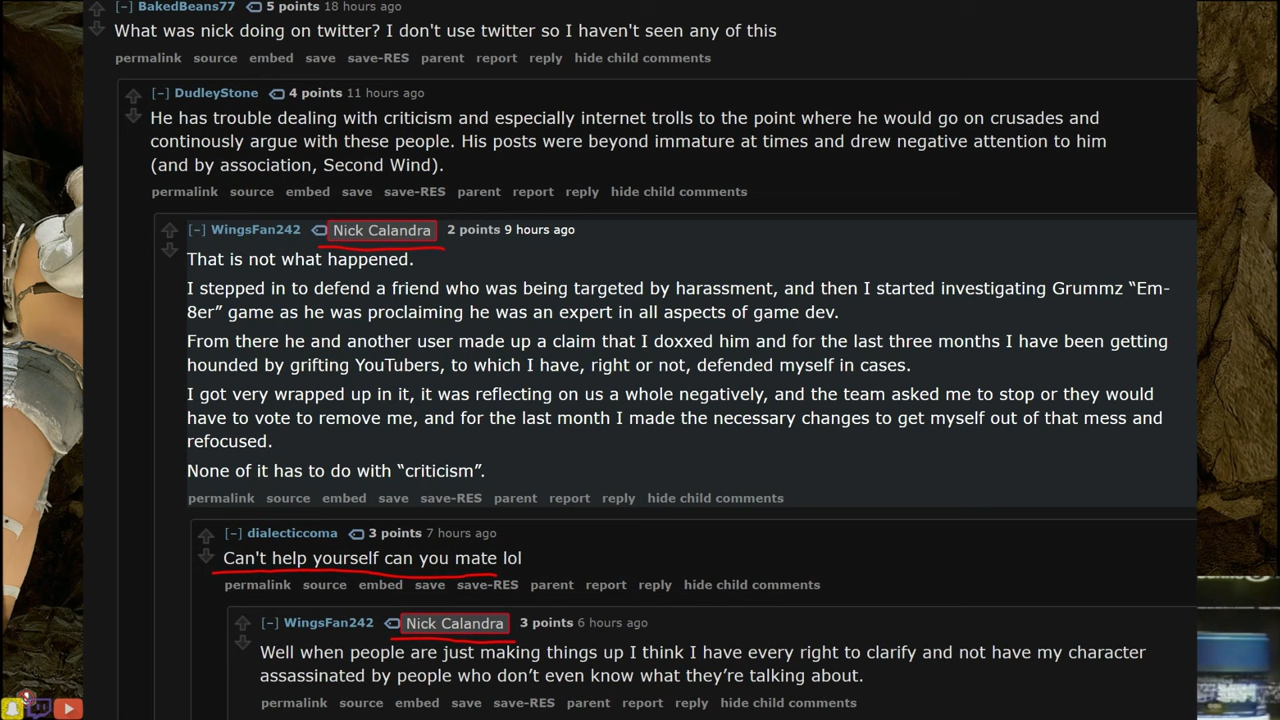 [-] BakedBeans77 5 points 18 hours ago
What was nick doing on twitter? I don't use twitter so I haven't seen any of this
permalink source embed save save-RES parent report reply hide child comments
[-] DudleyStone 4 points 11 hours ago
He has trouble dealing with criticism and especially internet trolls to the point where he would go on crusades and
continously argue with these people. His posts were beyond immature at times and drew negative attention to him
(and by association, Second Wind).
permalink source embed save save-RES parent report reply hide child comments
[-] WingsFan242 Nick Calandra 2 points 9 hours ago
That is not what happened.
I stepped in to defend a friend who was being targeted by harassment, and then I started investigating Grummz “Em-
8er” game as he was proclaiming he was an expert in all aspects of game dev.
From there he and another user made up a claim that I doxxed him and for the last three months I have been getting
hounded by grifting YouTubers, to which I have, right or not, defended myself in cases.
I got very wrapped up in it, it was reflecting on us a whole negatively, and the team asked me to stop or they would
have to vote to remove me, and for the last month I made the necessary changes to get myself out of that mess and
refocused.
None of it has to do with “criticism”.
permalink source embed save save-RES parent report reply hide child comments
[-] dialecticcoma 3 points 7 hours ago
Can't help yourself can you mate lol
permalink source embed save save-RES parent report reply hide child comments
[-] WingsFan242 Nick Calandra 3 points 6 hours ago
Well when people are just making things up I think I have every right to clarify and not have my character
assassinated by people who don’t even know what they’re talking about.
permalink source embed save save-RES parent report reply hide child comments